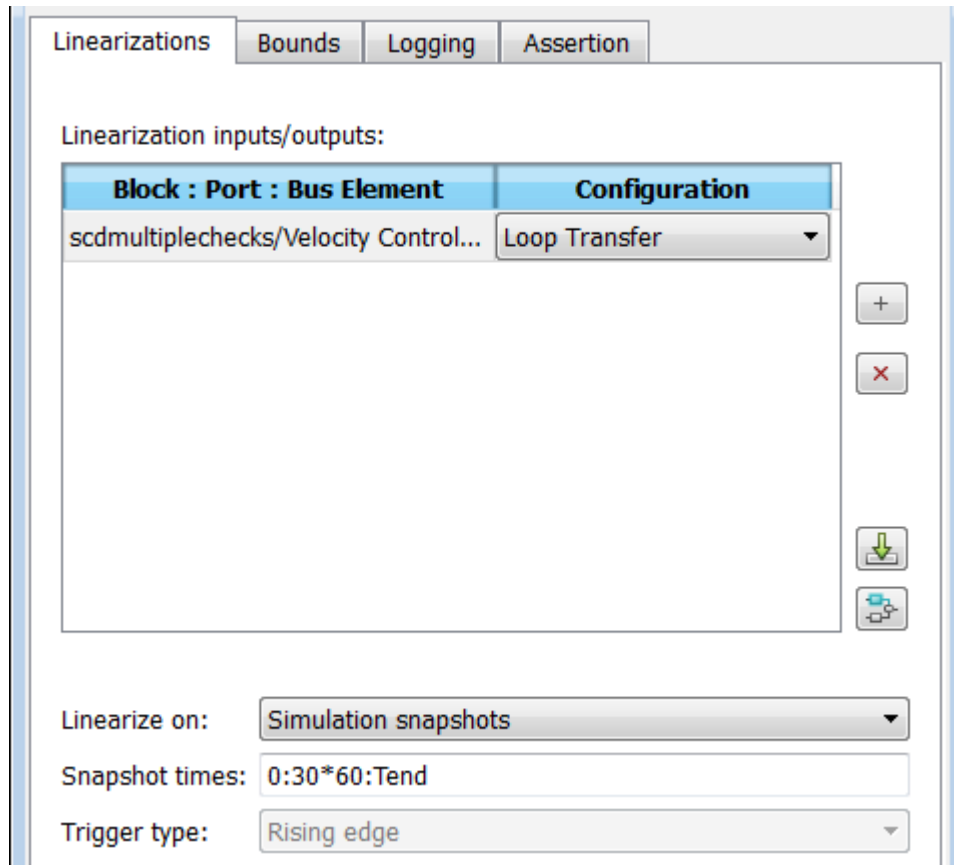 Linearizations Bounds Logging Assertion
Linearization inputs/outputs:
Block : Port : Bus Element Configuration
scdmultiplechecks/Velocity Control... Loop Transfer
+
Linearize on: Simulation snapshots
Snapshot times: 0:30*60:Tend
Trigger type: Rising edge